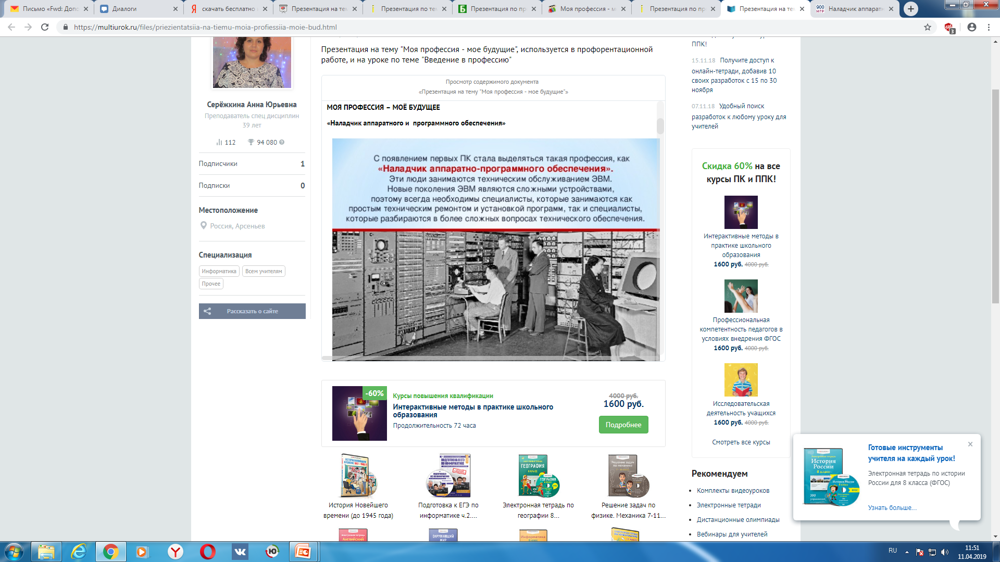 Письмо «Fwd: Допо
Диалоги
скачать бесплатно
Презентация на тем
Презентация по тем
Презентация по пр
Моя профессия - м
Презентация по пр
Презентация на тем
Наладчик аппаратн
https://multiurok.ru/files/priezientatsiia-na-tiemu-moia-profiessiia-moie-bud.html
3
Серёжкина Анна Юрьевна
Преподаватель спец дисциплин
39 лет
112
94 080
Подписчики 1
Подписки 0
Местоположение
Россия, Арсеньев
Специализация
Информатика
Всем учителям
Прочее
Рассказать о сайте
Презентация на тему "Моя профессия - мое будущие", используется в профорентационной
работе, и на уроке по теме "Введение в профессию"
Просмотр содержимого документа
«Презентация на тему "Моя профессия - мое будущие"»
МОЯ ПРОФЕССИЯ – МОЁ БУДУЩЕЕ
«Наладчик аппаратного и программного обеспечения»
С появлением первых ПК стала выделяться такая профессия, как
«Наладчик аппаратно-программного обеспечения».
Эти люди занимаются техническим обслуживанием ЭВМ.
Новые поколения ЭВМ являются сложными устройствами,
поэтому всегда необходимы специалисты, которые занимаются как
простым техническим ремонтом и установкой программ, так и специалисты,
которые разбираются в более сложных вопросах технического обеспечения.
-60%
Курсы повышения квалификации
Интерактивные методы в практике школьного
образования
Продолжительность 72 часа
4000 руб.
1600 руб.
Подробнее
История Новейшего
времени (до 1945 года)
Подготовка к ЕГЭ по
информатике ч.2....
Электронная тетрадь по
географии 8...
Решение задач по
физике. Механика 7-11...
ППК!
15.11.18 Получите доступ к
онлайн-тетради, добавив 10
своих разработок с 15 по 30
ноября
07.11.18 Удобный поиск
разработок к любому уроку для
учителей
Скидка 60% на все
курсы ПК и ППК!
Интерактивные методы в
практике школьного
образования
1600 руб. 4000 руб.
Профессиональная
компетентность педагогов в
условиях внедрения ФГОС
1600 руб. 4000 руб.
Исследовательская
деятельность учащихся
1600 руб. 4000 руб.
Смотреть все курсы
Рекомендуем
Комплекты видеоуроков
Электронные тетради
Дистанционные олимпиады
Вебинары для учителей
Готовые инструменты
учителя на каждый урок!
Электронная тетрадь по истории
России для 8 класса (ФГОС)
Узнать больше...
История
России
8 класс
RU
11:51
11.04.2019